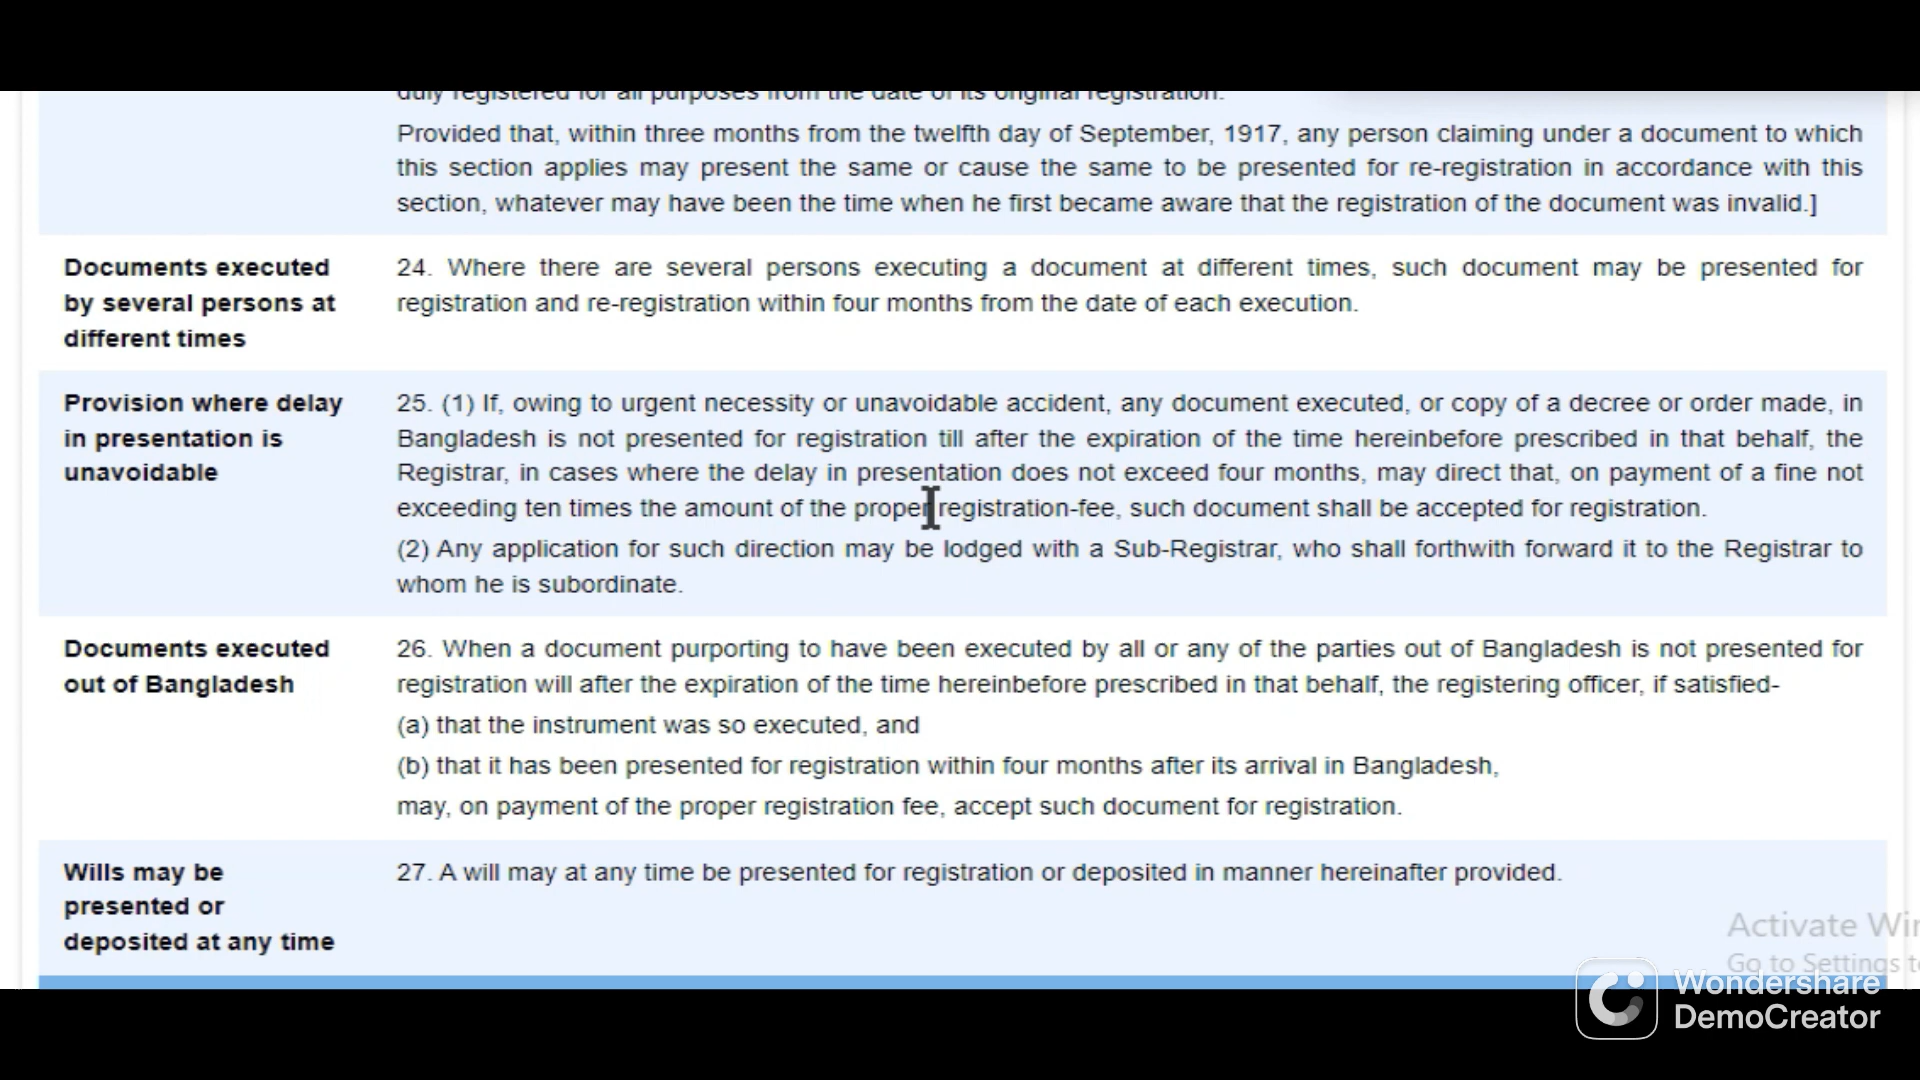 duly registered for all purposes from the date of its original registration.
Provided that, within three months from the twelfth day of September, 1917, any person claiming under a document to which
this section applies may present the same or cause the same to be presented for re-registration in accordance with this
section, whatever may have been the time when he first became aware that the registration of the document was invalid.]
Documents executed
by several persons at
different times
24. Where there are several persons executing a document at different times, such document may be presented for
registration and re-registration within four months from the date of each execution.
Provision where delay
in presentation is
unavoidable
25. (1) If, owing to urgent necessity or unavoidable accident, any document executed, or copy of a decree or order made, in
Bangladesh is not presented for registration till after the expiration of the time hereinbefore prescribed in that behalf, the
Registrar, in cases where the delay in presentation does not exceed four months, may direct that, on payment of a fine not
exceeding ten times the amount of the proper registration-fee, such document shall be accepted for registration.
(2) Any application for such direction may be lodged with a Sub-Registrar, who shall forthwith forward it to the Registrar to
whom he is subordinate.
Documents executed
out of Bangladesh
26. When a document purporting to have been executed by all or any of the parties out of Bangladesh is not presented for
registration will after the expiration of the time hereinbefore prescribed in that behalf, the registering officer, if satisfied-
(a) that the instrument was so executed, and
(b) that it has been presented for registration within four months after its arrival in Bangladesh,
may, on payment of the proper registration fee, accept such document for registration.
Wills may be
presented or
deposited at any time
27. A will may at any time be presented for registration or deposited in manner hereinafter provided.
Activate Win
Go to Settings t
Wondershare
DemoCreator